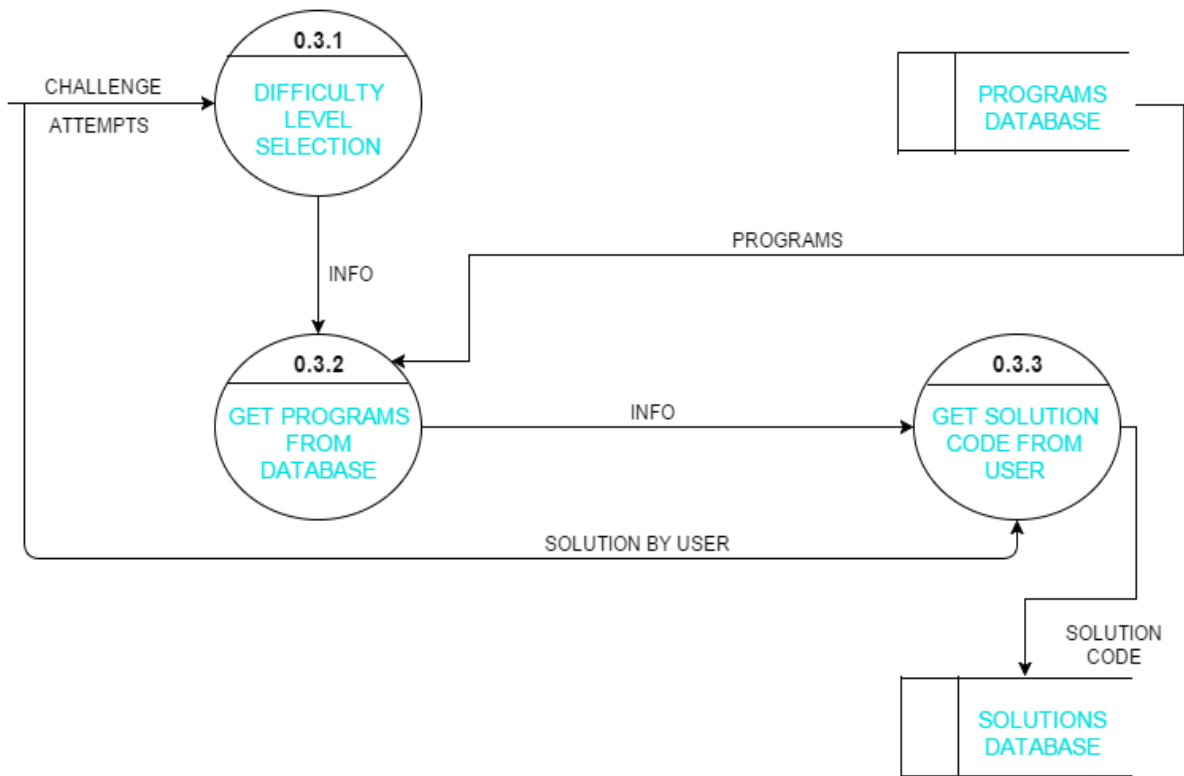 0.3.1
CHALLENGE
ATTEMPTS
DIFFICULTY
LEVEL
SELECTION
PROGRAMS
DATABASE
PROGRAMS
INFO
0.3.2
GET PROGRAMS
FROM
DATABASE
INFO
0.3.3
GET SOLUTION
CODE FROM
USER
SOLUTION BY USER
SOLUTION
CODE
SOLUTIONS
DATABASE